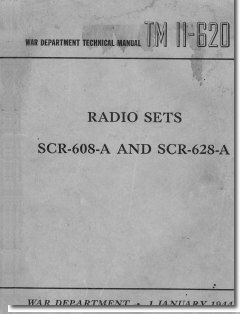 WAR DEPARTMENT TECHNICAL MANUAL TM 11-620
RADIO SETS
SCR-608-A AND SCR-628-A
WAR DEPARTMENT • 1 JANUARY 1944